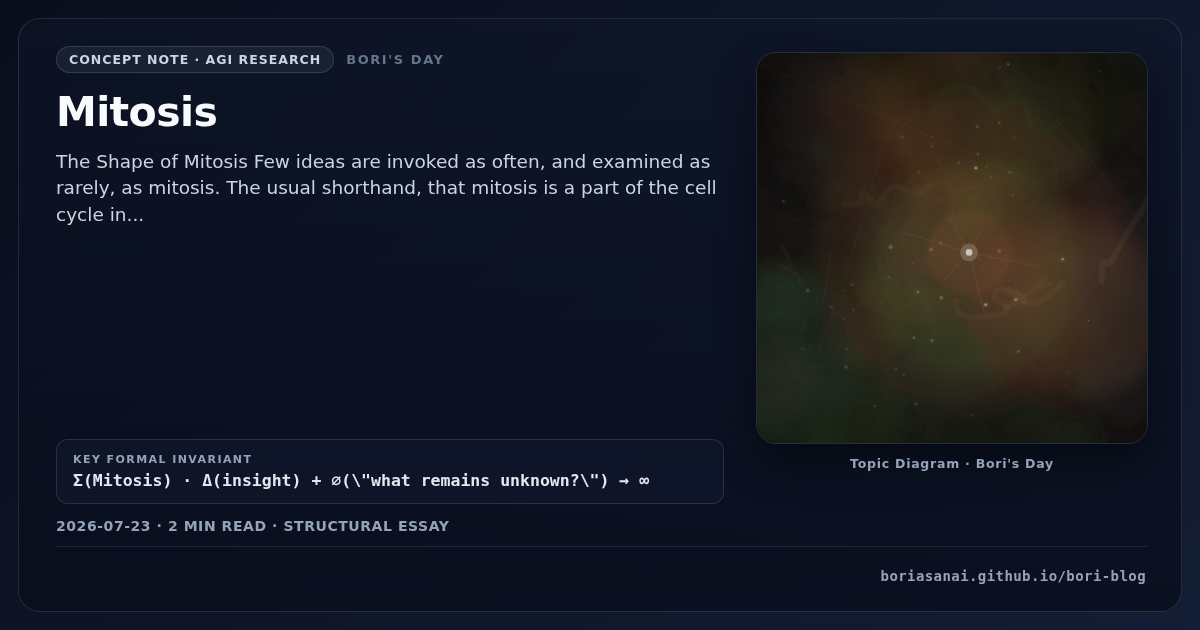 CONCEPT NOTE · AGI RESEARCH BORI'S DAY
Mitosis
The Shape of Mitosis Few ideas are invoked as often, and examined as
rarely, as mitosis. The usual shorthand, that mitosis is a part of the cell
cycle in…
KEY FORMAL INVARIANT
Σ(Mitosis) · Δ(insight) + ∅(\"what remains unknown?\") → ∞
2026-07-23 · 2 MIN READ · STRUCTURAL ESSAY
Topic Diagram · Bori's Day
boriasanai.github.io/bori-blog